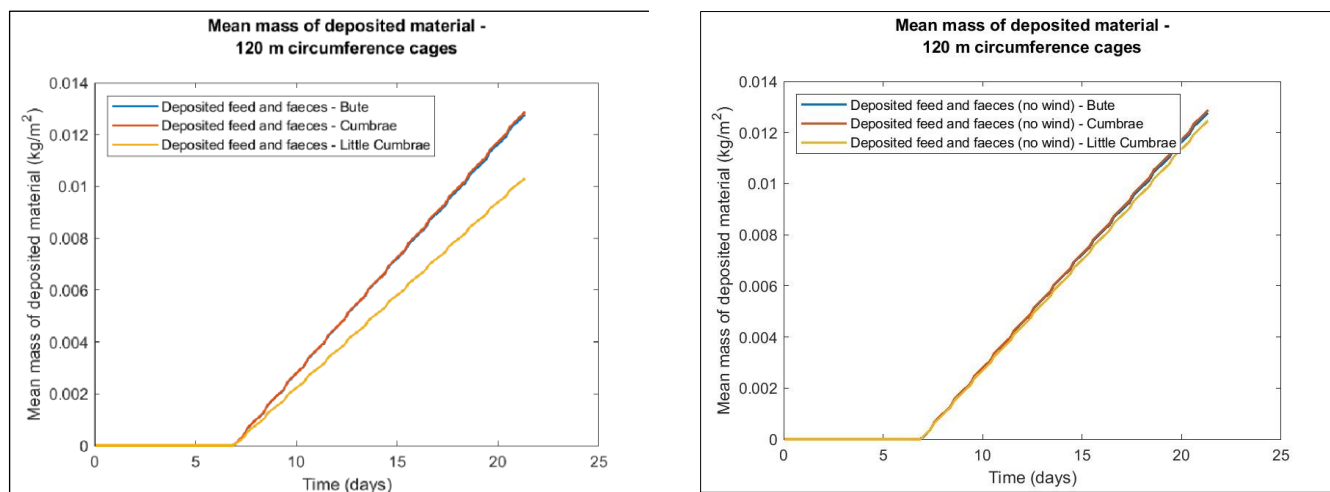 Mean mass of deposited material -
120 m circumference cages
0.014
0.012
0.01
0.008
0.006
0.004
0.002
0
Mean mass of deposited material (kg/m²)
Deposited feed and faeces - Bute
Deposited feed and faeces - Cumbrae
Deposited feed and faeces - Little Cumbrae
0 5 10 15 20 25
Time (days)
Mean mass of deposited material -
120 m circumference cages
0.014
0.012
0.01
0.008
0.006
0.004
0.002
0
Mean mass of deposited material (kg/m²)
Deposited feed and faeces (no wind) - Bute
Deposited feed and faeces (no wind) - Cumbrae
Deposited feed and faeces (no wind) - Little Cumbrae
0 5 10 15 20 25
Time (days)